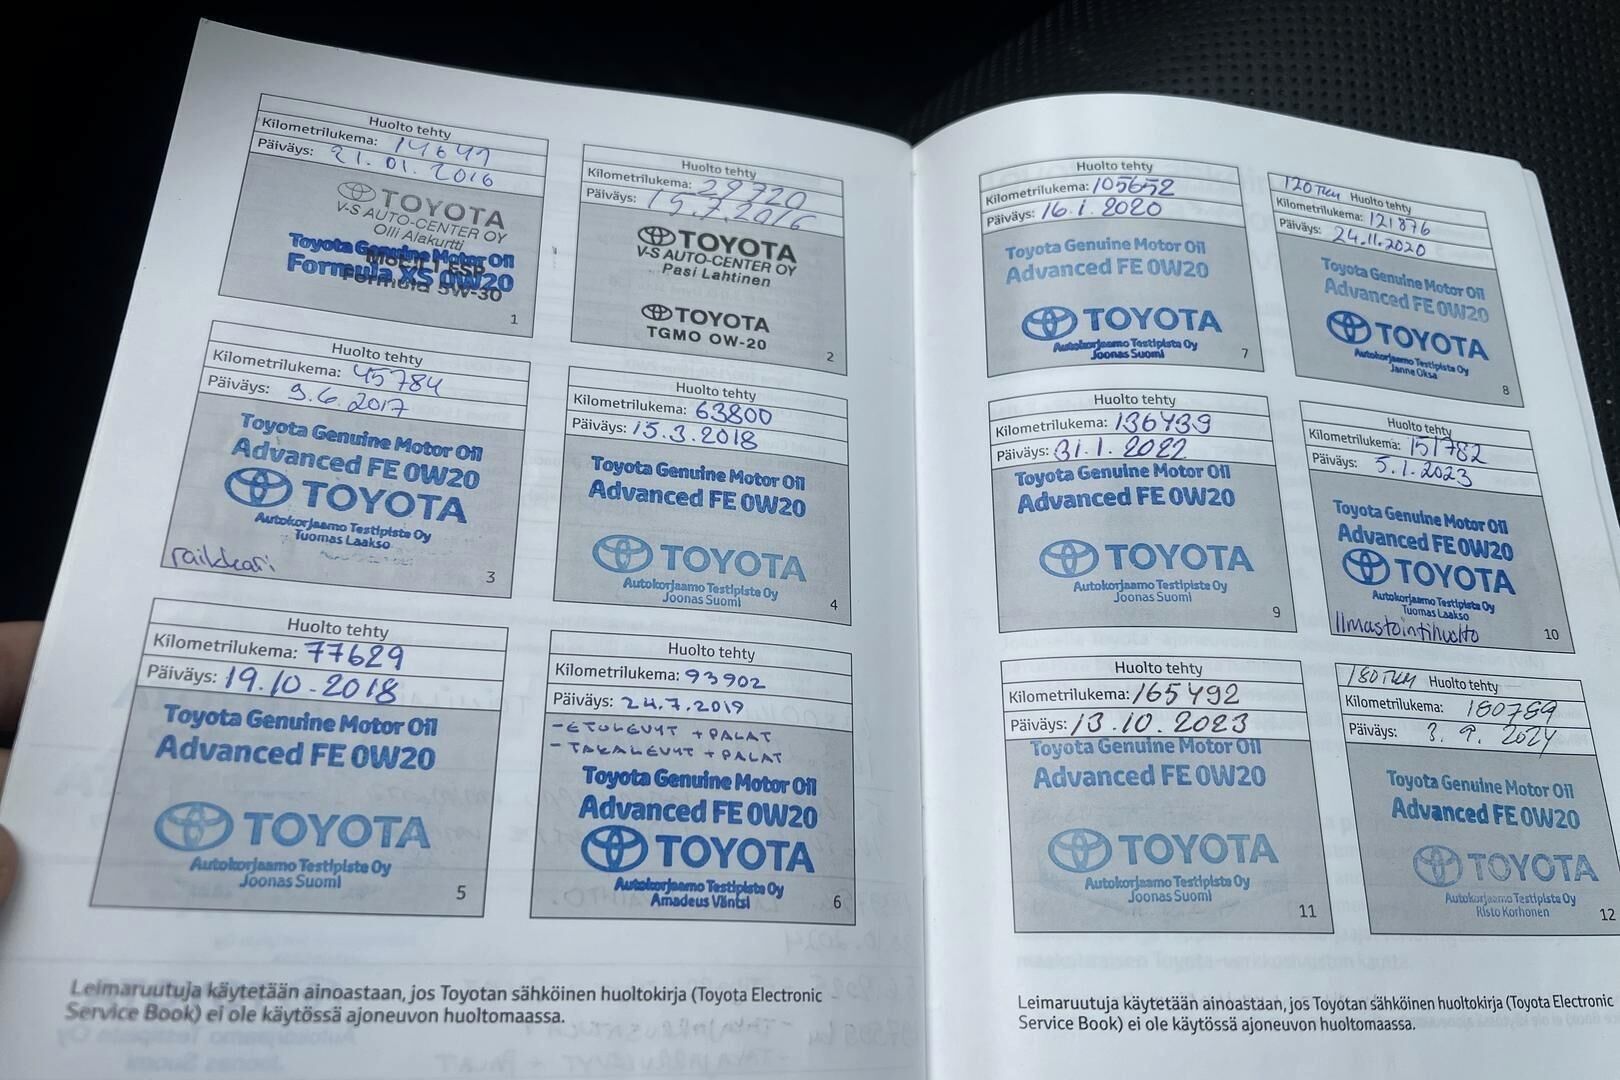 Huolto tehty
Kilometrilukema: 14641
Päiväys: 21.01.2016
TOYOTA
V-S AUTO-CENTER OY
Olli Alakurtti
Toyota Genuine Motor Oil
Formula XS 0W20
Formula 5W-30
1
Huolto tehty
Kilometrilukema: 29720
Päiväys: 15.7.2016
TOYOTA
V-S AUTO-CENTER OY
Pasi Lahtinen
TOYOTA
TGMO OW-20
2
Huolto tehty
Kilometrilukema: 45784
Päiväys: 9.6.2017
Toyota Genuine Motor Oil
Advanced FE 0W20
TOYOTA
Autokorjaamo Testipiste Oy
Tuomas Laakso
raikkari
3
Huolto tehty
Kilometrilukema: 63800
Päiväys: 15.3.2018
Toyota Genuine Motor Oil
Advanced FE 0W20
TOYOTA
Autokorjaamo Testipiste Oy
Joonas Suomi
4
Huolto tehty
Kilometrilukema: 77629
Päiväys: 19.10.2018
Toyota Genuine Motor Oil
Advanced FE 0W20
TOYOTA
Autokorjaamo Testipiste Oy
Joonas Suomi
5
Huolto tehty
Kilometrilukema: 93902
Päiväys: 24.7.2019
- ETULEVYT + PALAT
- TAKALEVYT + PALAT
Toyota Genuine Motor Oil
Advanced FE 0W20
TOYOTA
Autokorjaamo Testipiste Oy
Amadeus Väntsi
6
Leimaruutuja käytetään ainoastaan, jos Toyotan sähköinen huoltokirja (Toyota Electronic
Service Book) ei ole käytössä ajoneuvon huoltomaassa.
Huolto tehty
Kilometrilukema: 105652
Päiväys: 16.1.2020
Toyota Genuine Motor Oil
Advanced FE 0W20
TOYOTA
Autokorjaamo Testipiste Oy
Joonas Suomi
7
120TKM Huolto tehty
Kilometrilukema: 121876
Päiväys: 24.11.2020
Toyota Genuine Motor Oil
Advanced FE 0W20
TOYOTA
Autokorjaamo Testipiste Oy
Janne Oksa
8
Huolto tehty
Kilometrilukema: 136439
Päiväys: 31.1.2022
Toyota Genuine Motor Oil
Advanced FE 0W20
TOYOTA
Autokorjaamo Testipiste Oy
Joonas Suomi
9
Huolto tehty
Kilometrilukema: 151782
Päiväys: 5.1.2023
Toyota Genuine Motor Oil
Advanced FE 0W20
TOYOTA
Autokorjaamo Testipiste Oy
Tuomas Laakso
Ilmastointihuolto
10
Huolto tehty
Kilometrilukema: 165492
Päiväys: 13.10.2023
Toyota Genuine Motor Oil
Advanced FE 0W20
TOYOTA
Autokorjaamo Testipiste Oy
Joonas Suomi
11
180TKM Huolto tehty
Kilometrilukema: 180789
Päiväys: 3.9.2024
Toyota Genuine Motor Oil
Advanced FE 0W20
TOYOTA
Autokorjaamo Testipiste Oy
Risto Korhonen
12
Leimaruutuja käytetään ainoastaan, jos Toyotan sähköinen huoltokirja (Toyota Electronic
Service Book) ei ole käytössä ajoneuvon huoltomaassa.